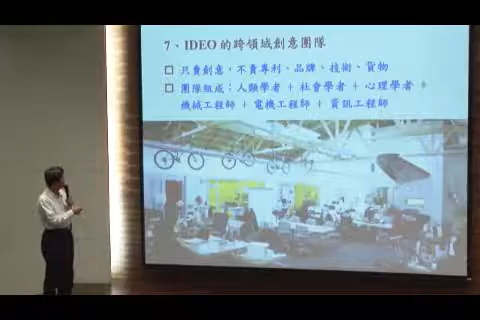 7、IDEO 的跨領域創意團隊
□ 只賣創意，不賣專利、品牌、技術、貨物
□ 團隊組成：人類學者 + 社會學者 + 心理學者 +
機械工程師 + 電機工程師 + 資訊工程師